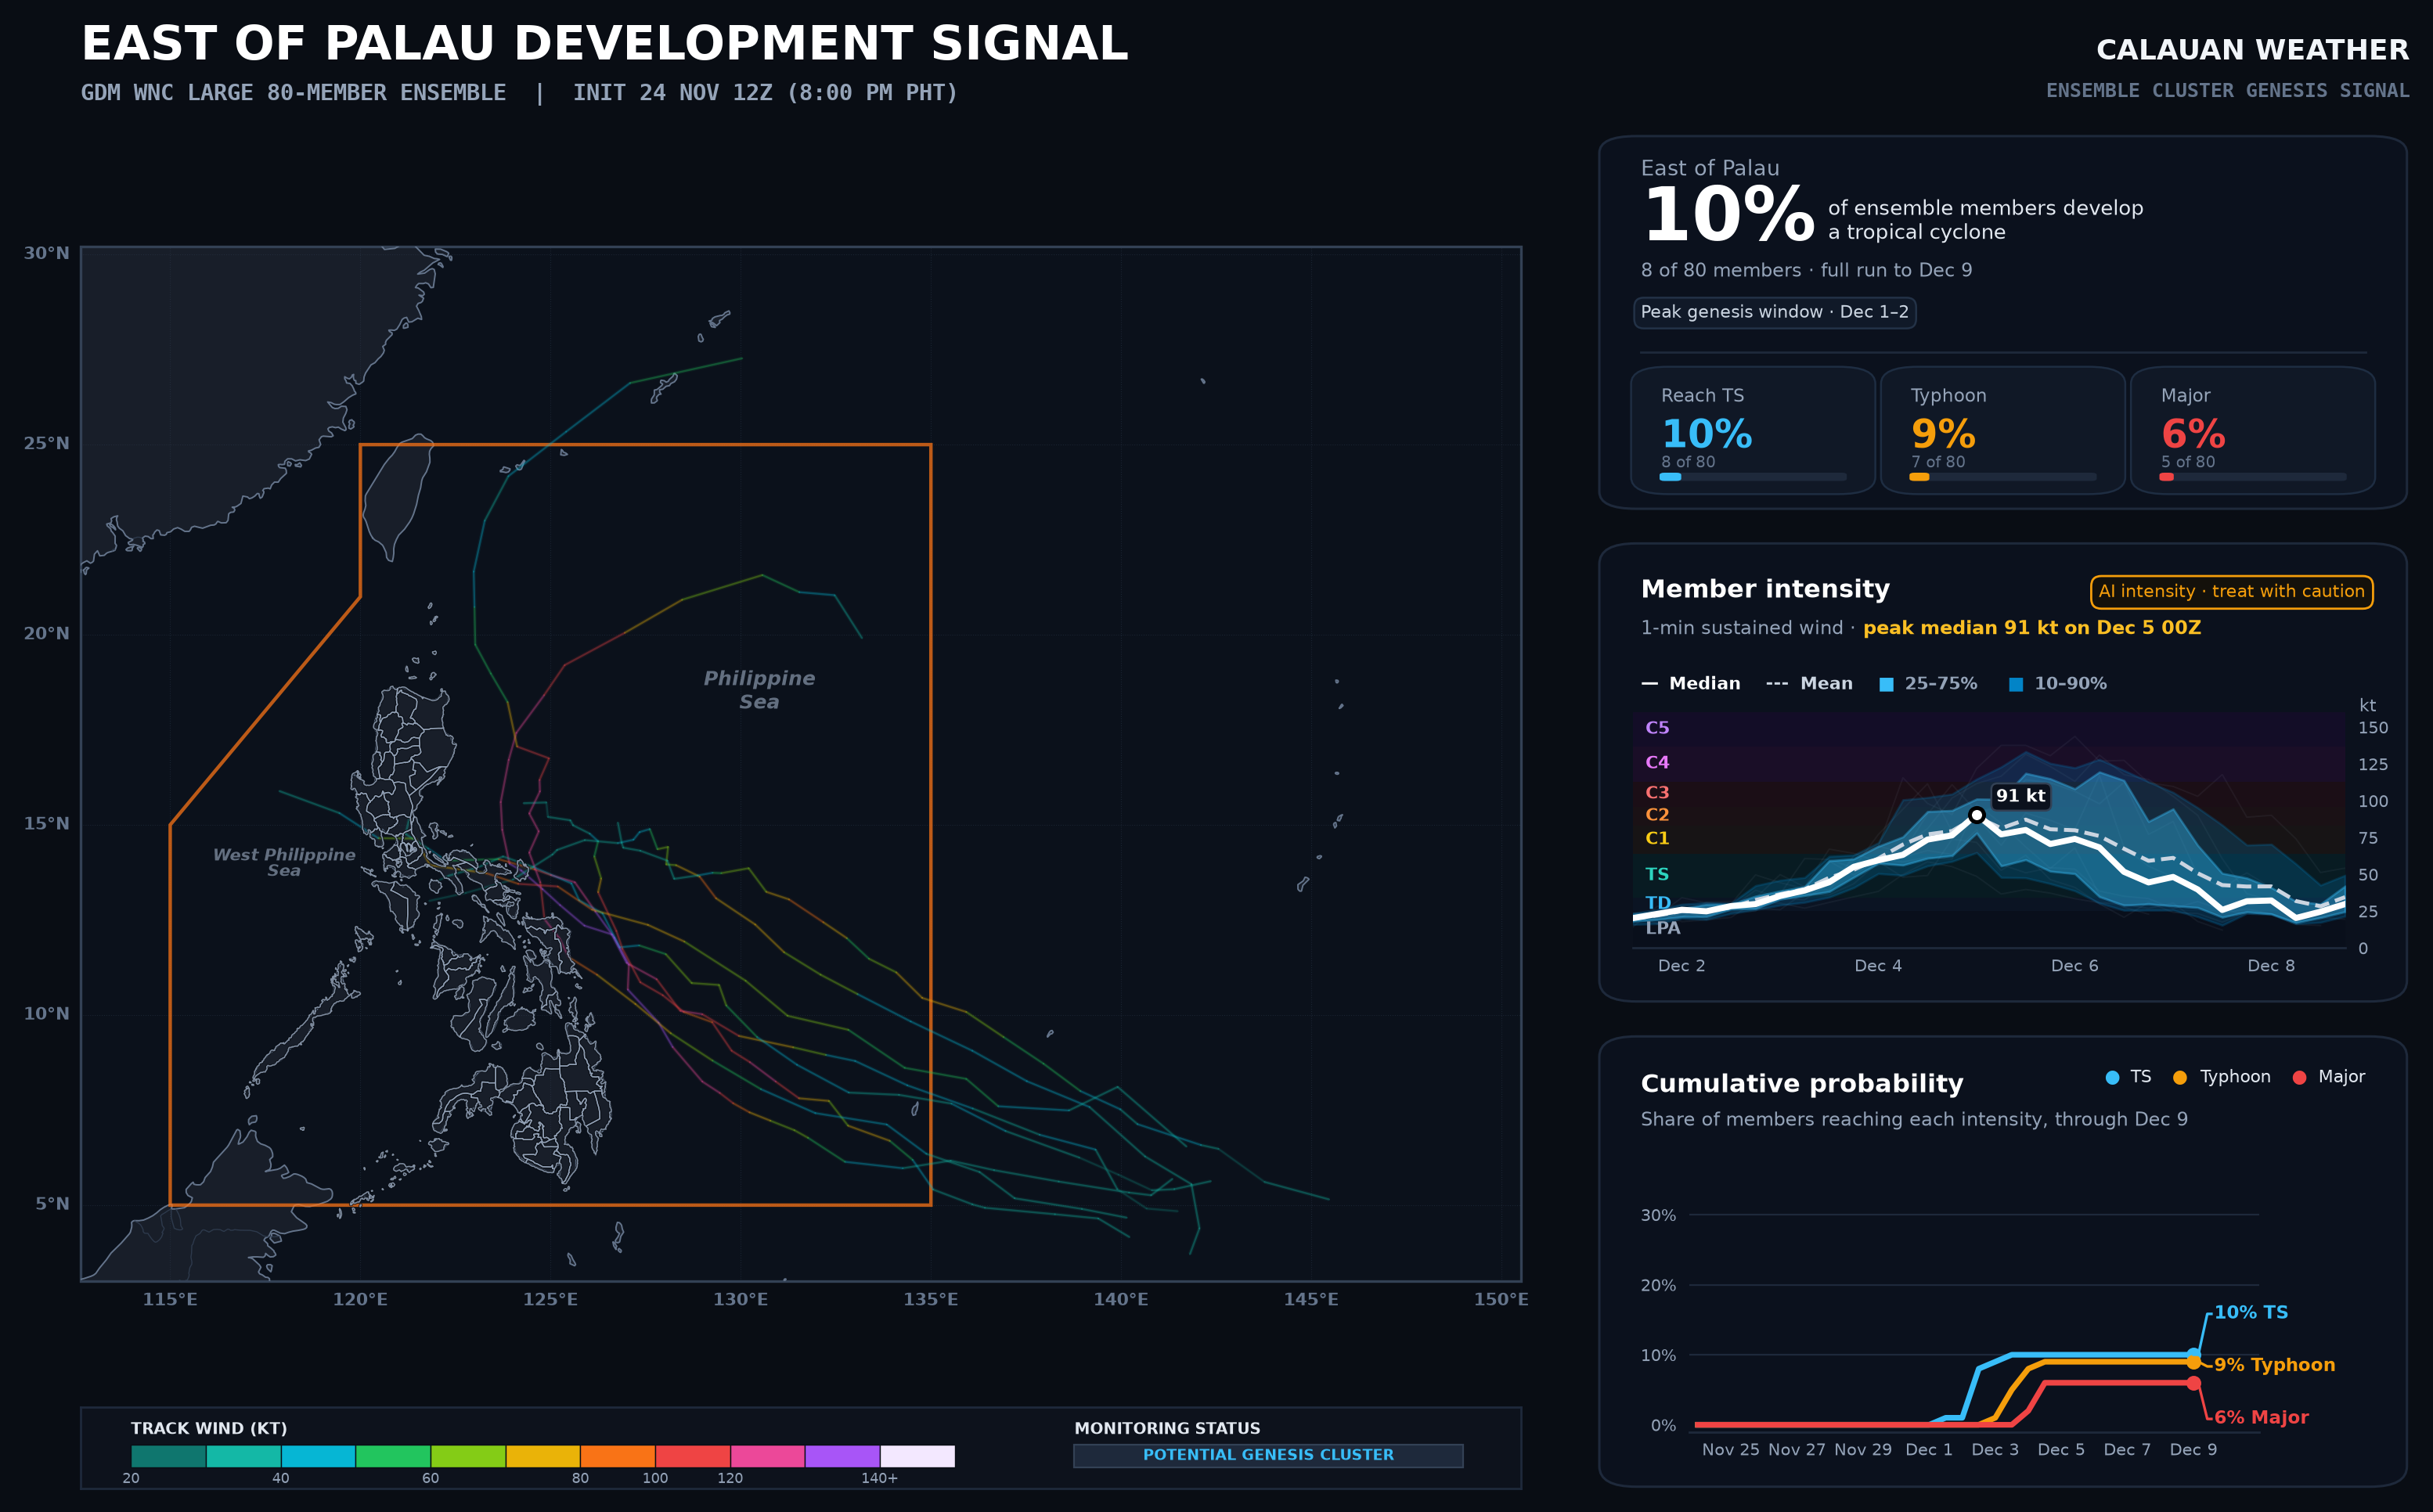 EAST OF PALAU DEVELOPMENT SIGNAL
GDM WNC LARGE 80-MEMBER ENSEMBLE | INIT 24 NOV 12Z (8:00 PM PHT)
CALAUAN WEATHER
ENSEMBLE CLUSTER GENESIS SIGNAL
30°N
25°N
20°N
15°N
10°N
5°N
115°E
120°E
125°E
130°E
135°E
140°E
145°E
150°E
Philippine
Sea
West Philippine
Sea
TRACK WIND (KT)
20
40
60
80
100
120
140+
MONITORING STATUS
POTENTIAL GENESIS CLUSTER
East of Palau
10%
of ensemble members develop
a tropical cyclone
8 of 80 members · full run to Dec 9
Peak genesis window · Dec 1–2
Reach TS
10%
8 of 80
Typhoon
9%
7 of 80
Major
6%
5 of 80
Member intensity
AI intensity · treat with caution
1-min sustained wind · peak median 91 kt on Dec 5 00Z
Median
Mean
25–75%
10–90%
kt
C5
C4
C3
C2
C1
TS
TD
LPA
91 kt
150
125
100
75
50
25
0
Dec 2
Dec 4
Dec 6
Dec 8
Cumulative probability
TS
Typhoon
Major
Share of members reaching each intensity, through Dec 9
30%
20%
10%
0%
10% TS
9% Typhoon
6% Major
Nov 25
Nov 27
Nov 29
Dec 1
Dec 3
Dec 5
Dec 7
Dec 9